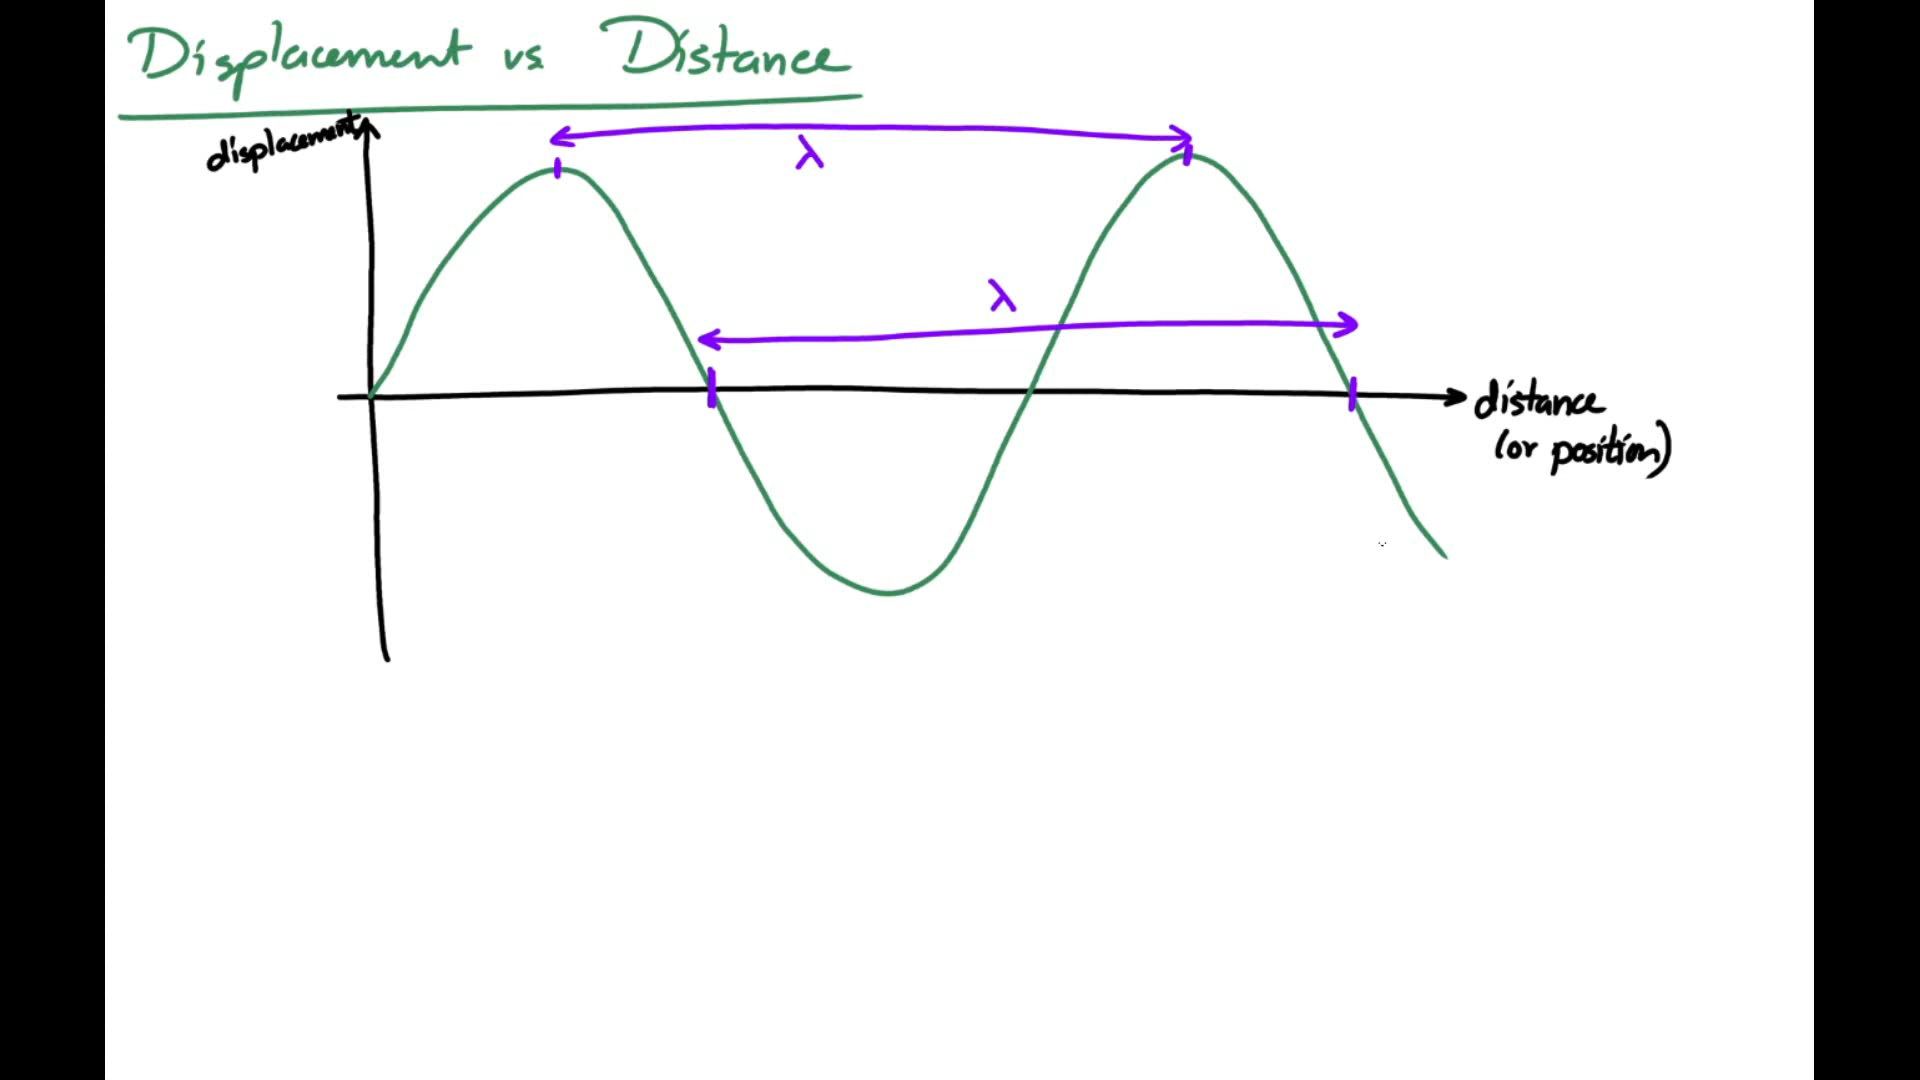 Displacement vs Distance
displacement
λ
λ
distance
(or position)